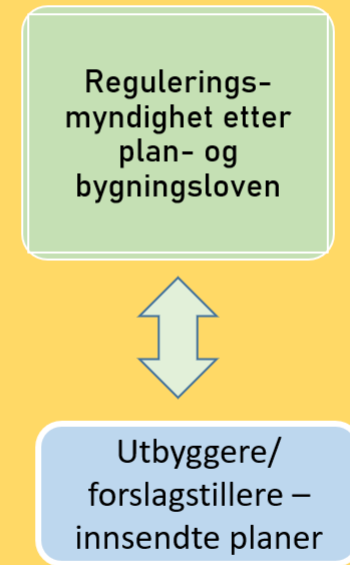 Regulerings-
myndighet etter
plan- og
bygningsloven
Utbyggere/
forslagstillere –
innsendte planer